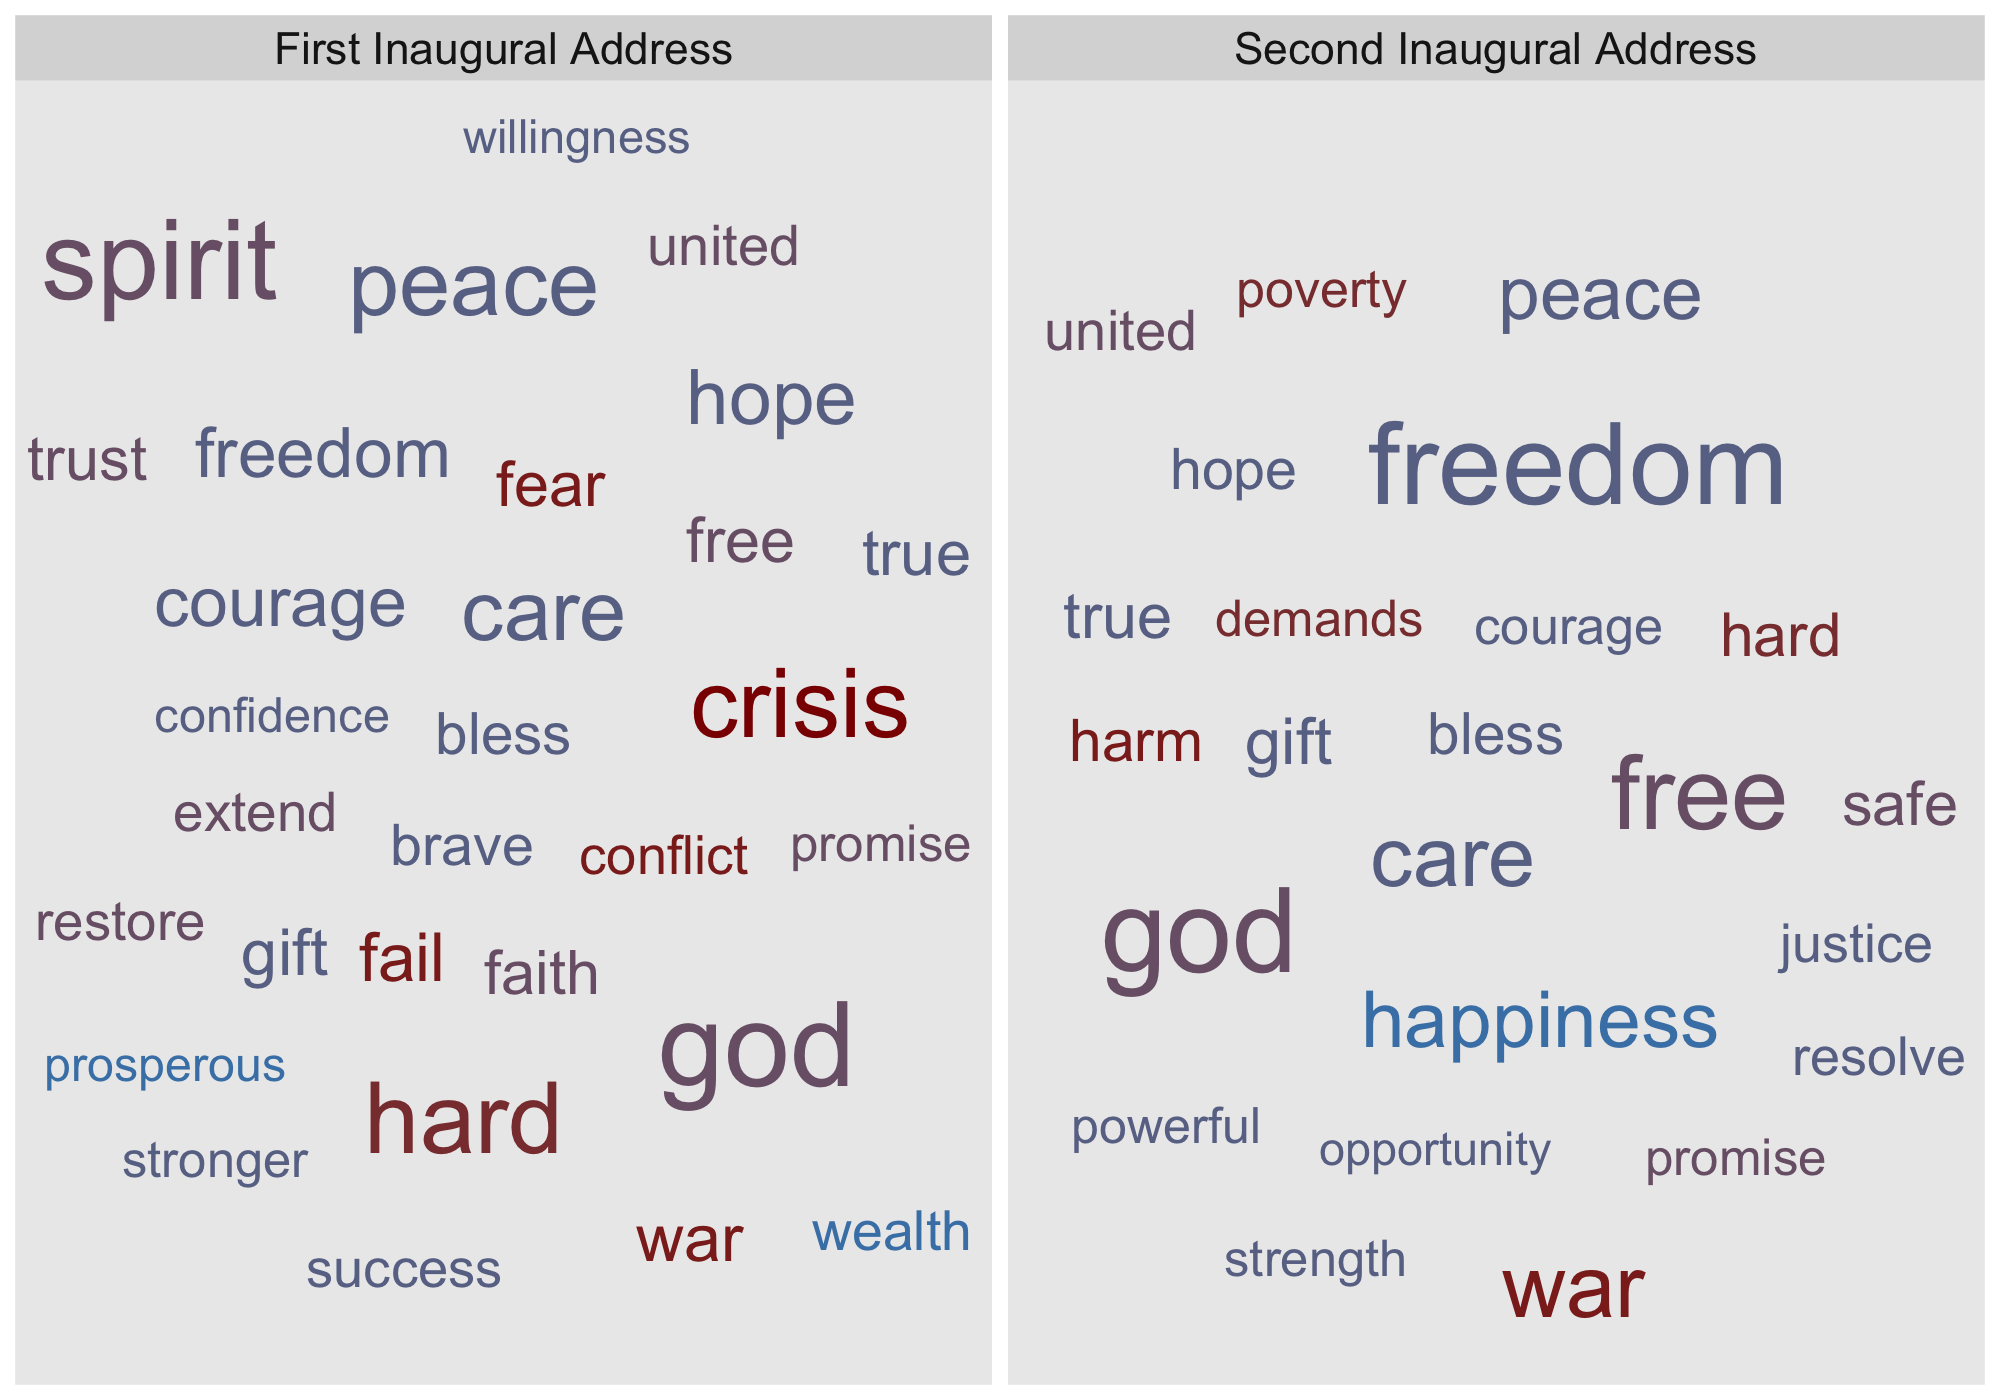 First Inaugural Address
willingness
spirit peace united
hope
trust freedom fear
free true
courage care
crisis
confidence bless
extend brave conflict promise
restore gift fail faith
god
prosperous hard
stronger
war wealth
success
Second Inaugural Address
united poverty peace
hope freedom
true demands courage hard
harm gift bless
free safe
care
god justice
happiness
resolve
powerful opportunity promise
strength war